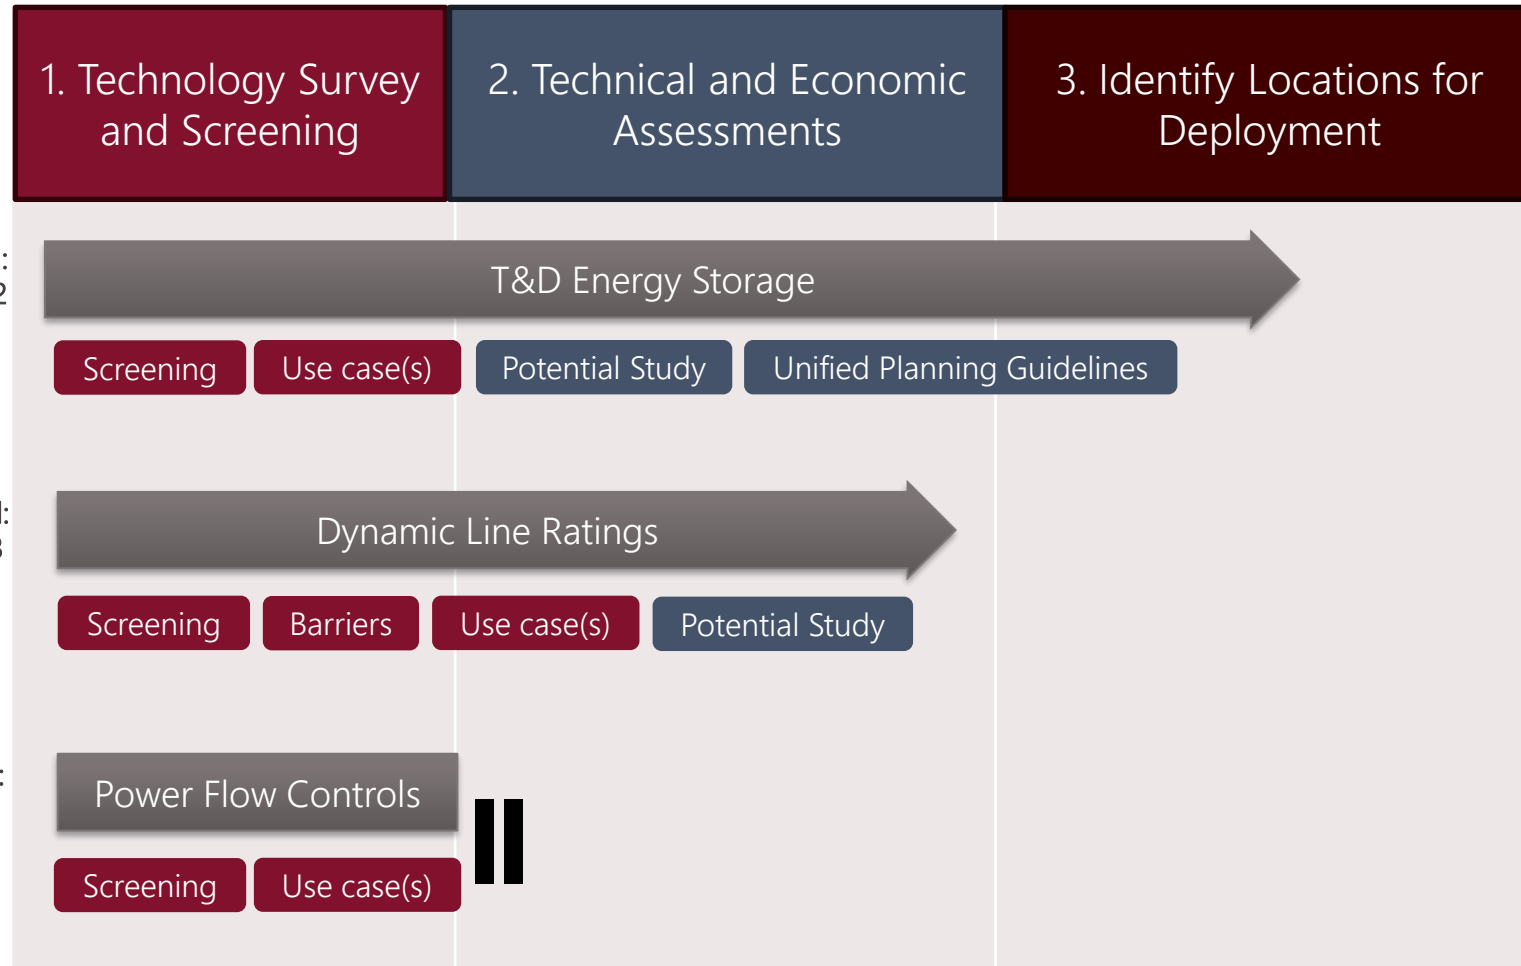 1. Technology Survey
and Screening
2. Technical and Economic
Assessments
3. Identify Locations for
Deployment
T&D Energy Storage
Screening
Use case(s)
Potential Study
Unified Planning Guidelines
Dynamic Line Ratings
Screening
Barriers
Use case(s)
Potential Study
Power Flow Controls
Screening
Use case(s)